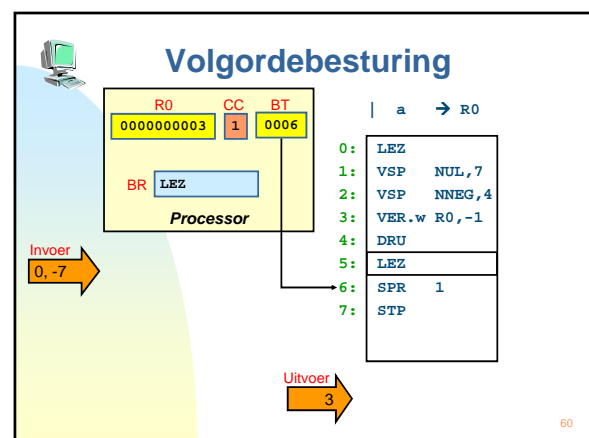 Volgordebesturing
R0 CC BT
0000000003 1 0006
BR LEZ
Processor
Invoer
0, -7
| a → R0
0: LEZ
1: VSP NUL,7
2: VSP NNEG,4
3: VER.w R0,-1
4: DRU
5: LEZ
6: SPR 1
7: STP
Uitvoer
3
60